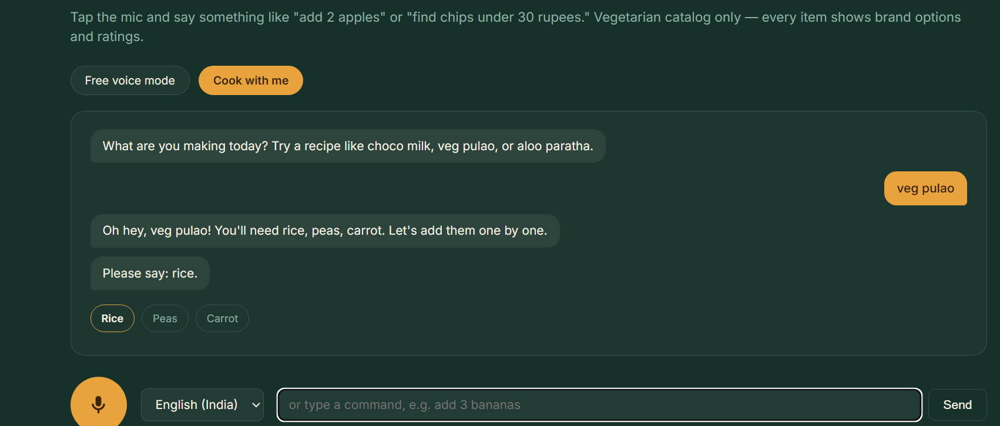 Tap the mic and say something like "add 2 apples" or "find chips under 30 rupees." Vegetarian catalog only — every item shows brand options
and ratings.
Free voice mode
Cook with me
What are you making today? Try a recipe like choco milk, veg pulao, or aloo paratha.
veg pulao
Oh hey, veg pulao! You'll need rice, peas, carrot. Let's add them one by one.
Please say: rice.
Rice
Peas
Carrot
English (India)
or type a command, e.g. add 3 bananas
Send